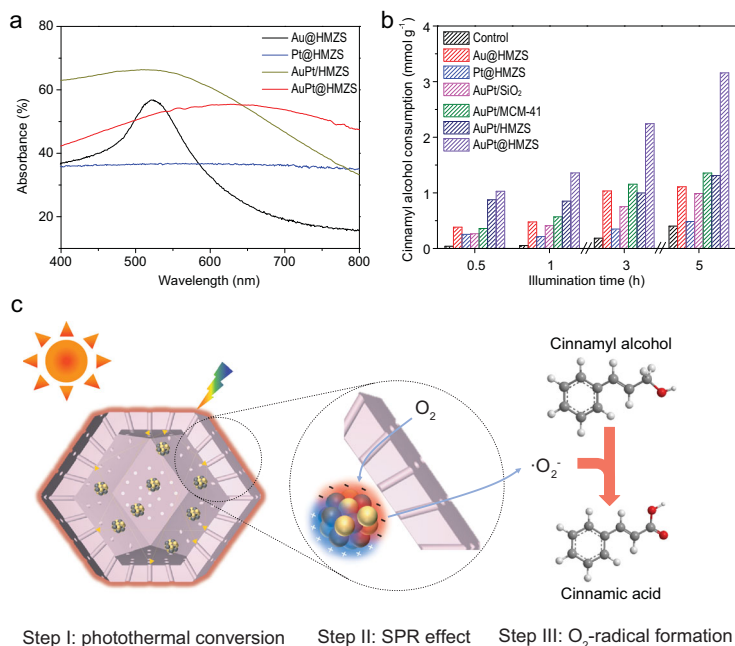 a
Au@HMZS
Pt@HMZS
AuPt/HMZS
AuPt@HMZS
Absorbance (%)
80
60
40
20
400
500
600
700
800
Wavelength (nm)
b
Control
Au@HMZS
Pt@HMZS
AuPt/SiO₂
AuPt/MCM-41
AuPt/HMZS
AuPt@HMZS
Cinnamyl alcohol consumption (mmol g⁻¹)
4
3
2
1
0
0.5
1
3
5
Illumination time (h)
c
O₂
Cinnamyl alcohol
·O₂⁻
Cinnamic acid
Step I: photothermal conversion
Step II: SPR effect
Step III: O₂-radical formation